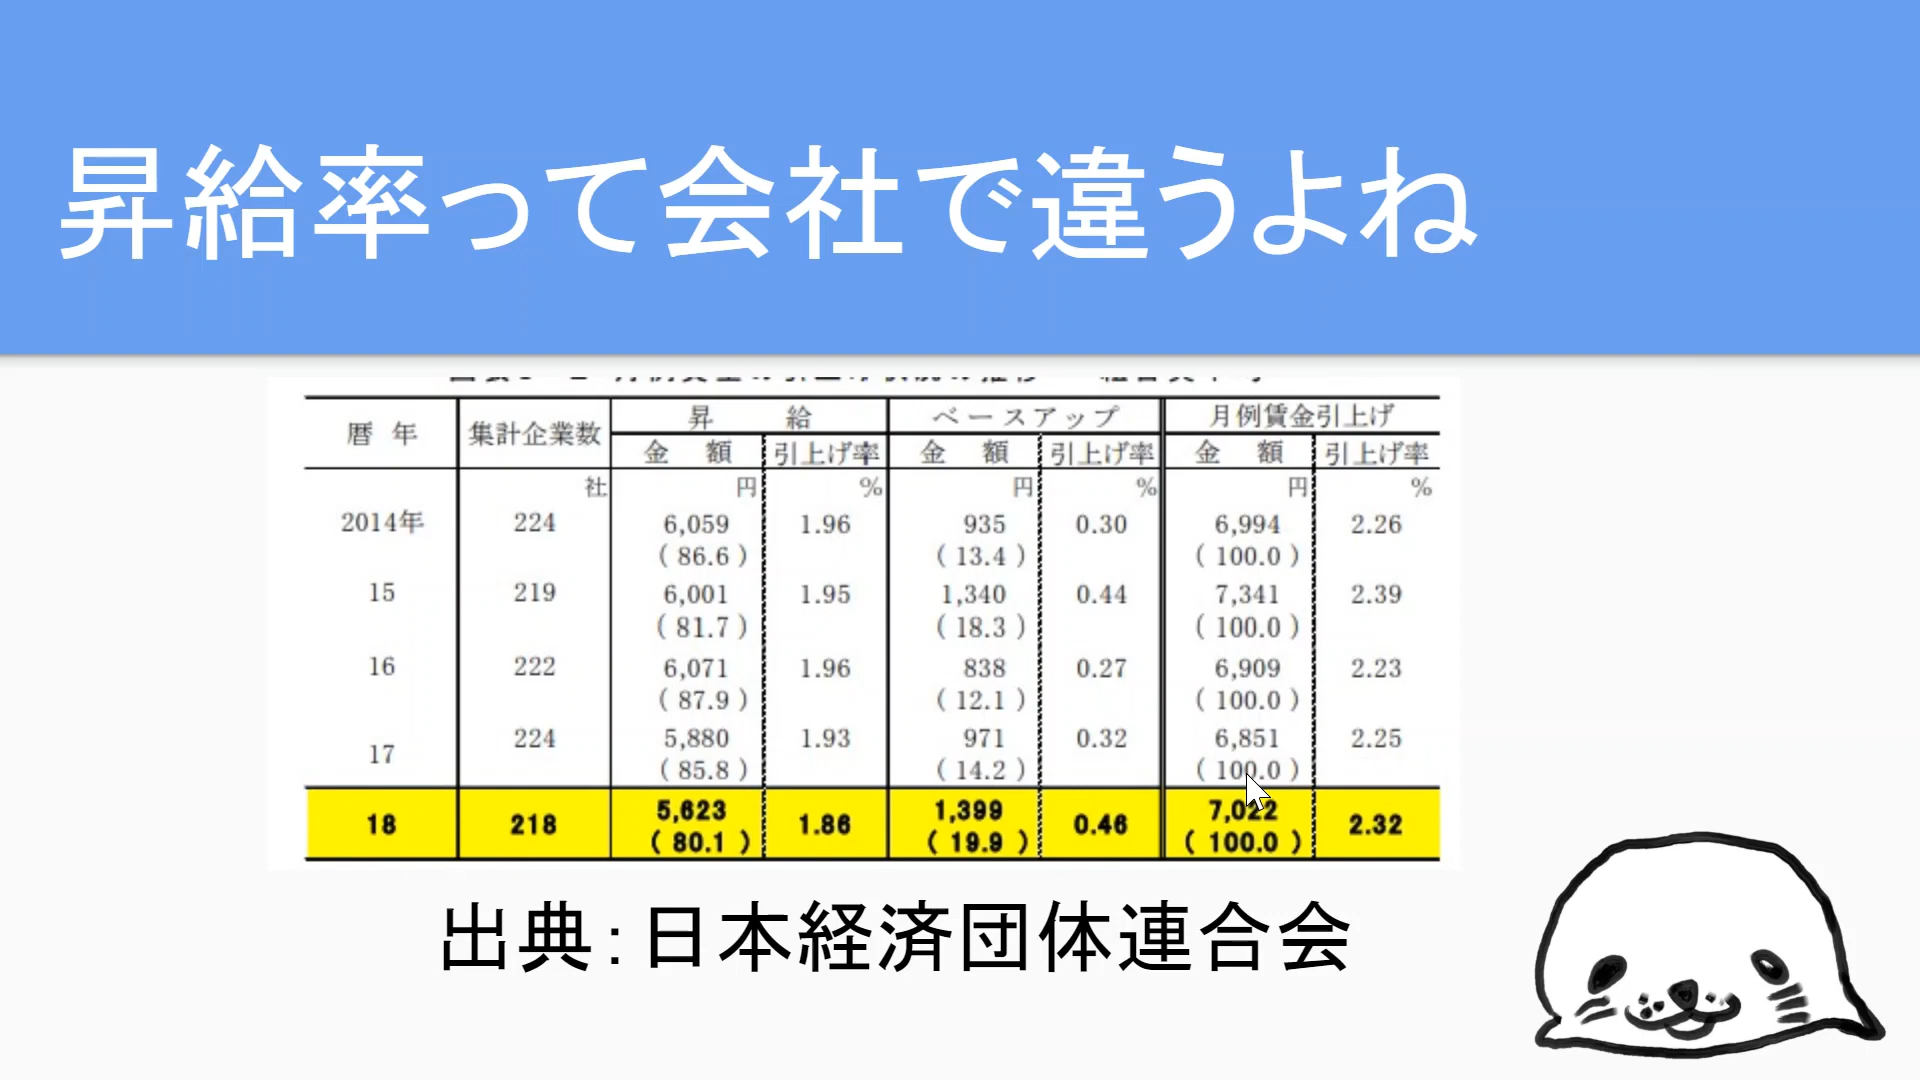 昇給率って会社で違うよね
暦 年 集計企業数 昇 給 ベースアップ 月例賃金引上げ
金 額 引上げ率 金 額 引上げ率 金 額 引上げ率
社 円 % 円 % 円 %
2014年 224 6,059 1.96 935 0.30 6,994 2.26
( 86.6 ) ( 13.4 ) ( 100.0 )
15 219 6,001 1.95 1,340 0.44 7,341 2.39
( 81.7 ) ( 18.3 ) ( 100.0 )
16 222 6,071 1.96 838 0.27 6,909 2.23
( 87.9 ) ( 12.1 ) ( 100.0 )
17 224 5,880 1.93 971 0.32 6,851 2.25
( 85.8 ) ( 14.2 ) ( 100.0 )
18 218 5,623 1.86 1,399 0.46 7,022 2.32
( 80.1 ) ( 19.9 ) ( 100.0 )
出典：日本経済団体連合会